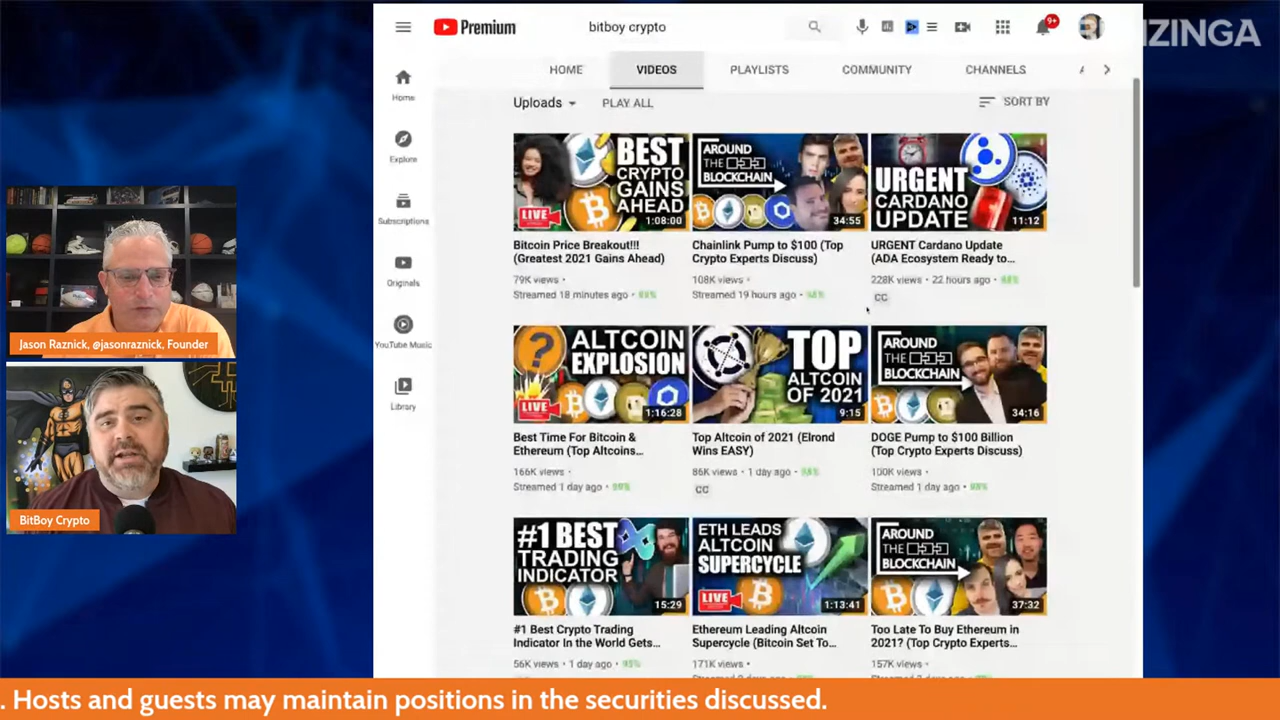 Premium
bitboy crypto
9+
IZINGA
HOME VIDEOS PLAYLISTS COMMUNITY CHANNELS
Home
Explore
Subscriptions
Originals
YouTube Music
Library
Uploads
PLAY ALL
SORT BY
BEST
CRYPTO
GAINS
AHEAD
LIVE
1:08:00
AROUND
THE
BLOCKCHAIN
34:55
URGENT
CARDANO
UPDATE
11:12
Bitcoin Price Breakout!!!
(Greatest 2021 Gains Ahead)
79K views •
Streamed 18 minutes ago •
Chainlink Pump to $100 (Top
Crypto Experts Discuss)
108K views •
Streamed 19 hours ago •
URGENT Cardano Update
(ADA Ecosystem Ready to...
228K views • 22 hours ago •
CC
ALTCOIN
EXPLOSION
LIVE
1:16:28
TOP
ALTCOIN
OF 2021
9:15
AROUND
THE
BLOCKCHAIN
34:16
Best Time For Bitcoin &
Ethereum (Top Altcoins...
166K views •
Streamed 1 day ago •
Top Altcoin of 2021 (Elrond
Wins EASY)
86K views • 1 day ago •
CC
DOGE Pump to $100 Billion
(Top Crypto Experts Discuss)
100K views •
Streamed 1 day ago •
#1 BEST
TRADING
INDICATOR
15:29
ETH LEADS
ALTCOIN
SUPERCYCLE
LIVE
1:13:41
AROUND
THE
BLOCKCHAIN
37:32
#1 Best Crypto Trading
Indicator In the World Gets...
56K views • 1 day ago •
Ethereum Leading Altcoin
Supercycle (Bitcoin Set To...
171K views •
Too Late To Buy Ethereum in
2021? (Top Crypto Experts...
157K views •
Jason Raznick, @jasonraznick, Founder
BitBoy Crypto
. Hosts and guests may maintain positions in the securities discussed.